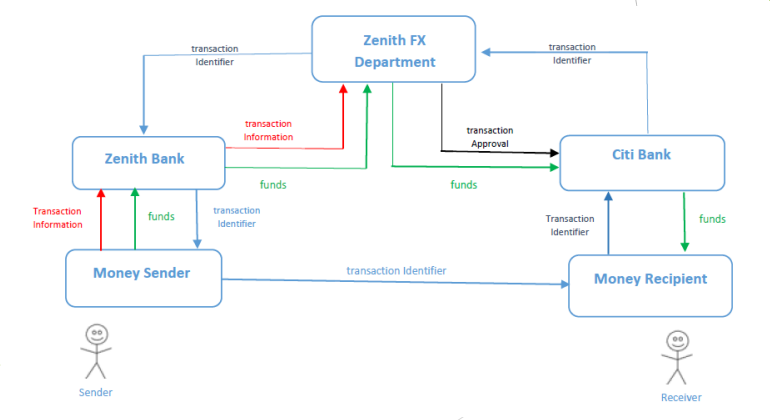 Zenith FX
Department
transaction
Identifier
transaction
Identifier
transaction
Information
transaction
Approval
Zenith Bank
Citi Bank
funds
funds
Transaction
Information
funds
transaction
Identifier
Transaction
Identifier
funds
Money Sender
transaction Identifier
Money Recipient
Sender
Receiver